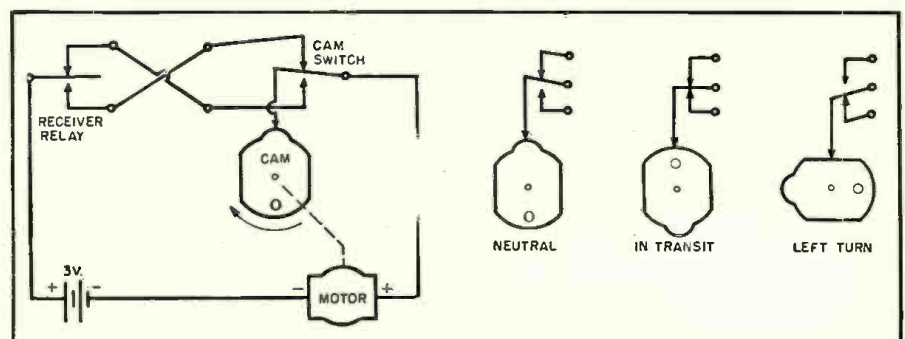 CAM
SWITCH
RECEIVER
RELAY
CAM
3V.
+ -
- MOTOR +
NEUTRAL
IN TRANSIT
LEFT TURN